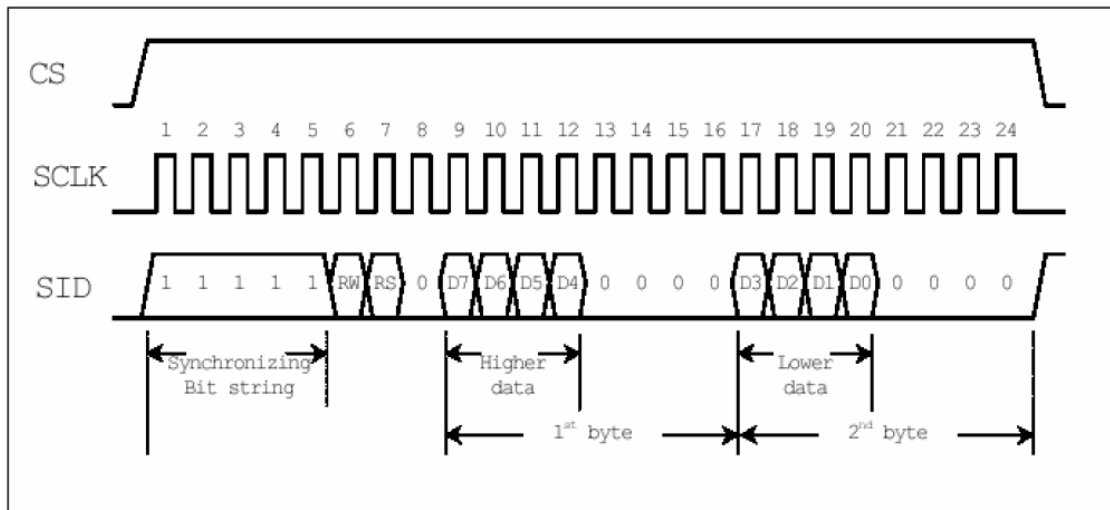 CS
1 2 3 4 5 6 7 8 9 10 11 12 13 14 15 16 17 18 19 20 21 22 23 24
SCLK
SID 1 1 1 1 1 RW RS 0 D7 D6 D5 D4 0 0 0 0 D3 D2 D1 D0 0 0 0 0
Synchronizing Higher Lower
Bit string data data
1st byte 2nd byte